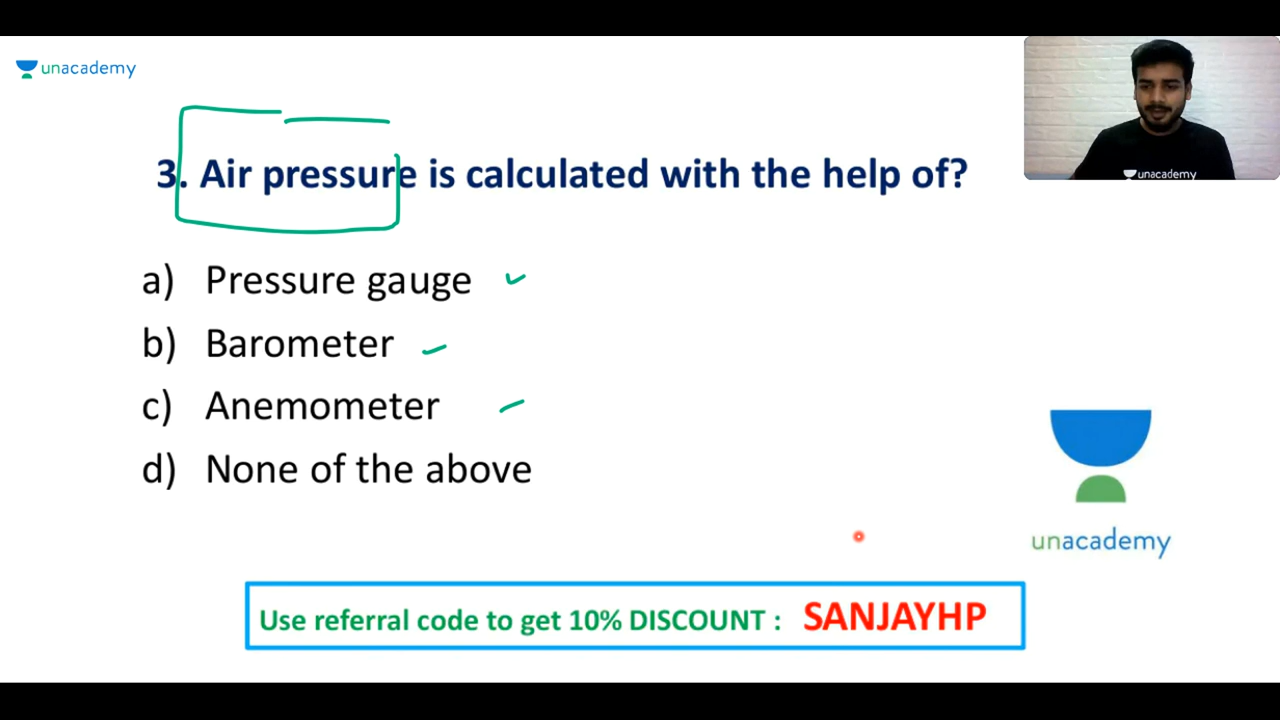 unacademy
3. Air pressure is calculated with the help of?
unacademy
a) Pressure gauge
b) Barometer
c) Anemometer
d) None of the above
unacademy
Use referral code to get 10% DISCOUNT : SANJAYHP